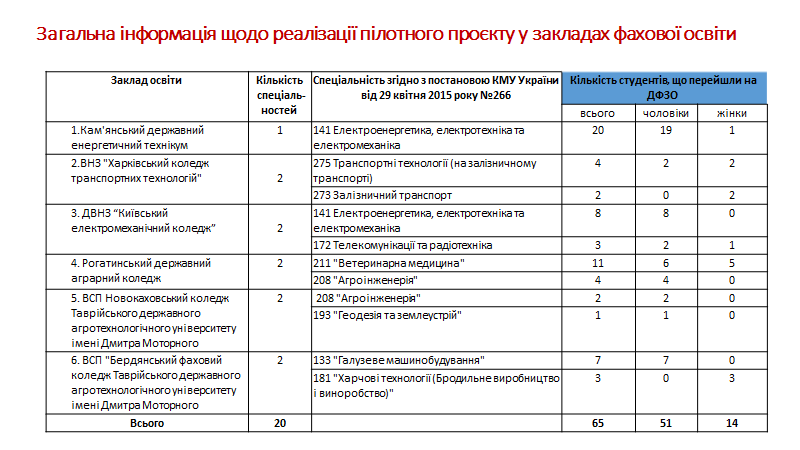 Загальна інформація щодо реалізації пілотного проєкту у закладах фахової освіти
Заклад освіти
Кількість
спеціаль-
ностей
Спеціальність згідно з постановою КМУ України
від 29 квітня 2015 року №266
Кількість студентів, що перейшли на
ДФЗО
всього
чоловіки
жінки
1.Кам'янський державний
енергетичний технікум
1
141 Електроенергетика, електротехніка та
електромеханіка
20
19
1
2.ВНЗ "Харківський коледж
транспортних технологій"
2
275 Транспортні технології (на залізничному
транспорті)
4
2
2
273 Залізничний транспорт
2
0
2
3. ДВНЗ “Київський
електромеханічний коледж”
2
141 Електроенергетика, електротехніка та
електромеханіка
8
8
0
172 Телекомунікації та радіотехніка
3
2
1
4. Рогатинський державний
аграрний коледж
2
211 "Ветеринарна медицина"
11
6
5
208 "Агроінженерія"
4
4
0
5. ВСП Новокаховський коледж
Таврійського державного
агротехнологічного університету
імені Дмитра Моторного
2
208 "Агроінженерія"
2
2
0
193 "Геодезія та землеустрій"
1
1
0
6. ВСП "Бердянський фаховий
коледж Таврійського державного
агротехнологічного університету
імені Дмитра Моторного
2
133 "Галузеве машинобудування"
7
7
0
181 "Харчові технології (Бродильне виробництво
і виноробство)"
3
0
3
Всього
20
65
51
14